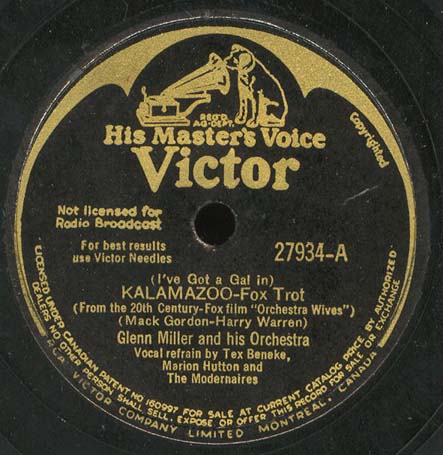 REG'D.
AG. DEPT.
His Master's Voice
Victor
Copyrighted
Not licensed for
Radio Broadcast
For best results
use Victor Needles
27934-A
(I've Got a Gal in)
KALAMAZOO-Fox Trot
(From the 20th Century-Fox film "Orchestra Wives")
(Mack Gordon-Harry Warren)
Glenn Miller and his Orchestra
Vocal refrain by Tex Beneke,
Marion Hutton and
The Modernaires
LICENSED UNDER CANADIAN PATENT NO 160997 FOR SALE AT CURRENT CATALOG PRICE BY AUTHORIZED
DEALERS NO OTHER PERSON SHALL SELL, EXPOSE OR OFFER THIS RECORD FOR SALE OR EXCHANGE
RCA VICTOR COMPANY LIMITED MONTREAL, CANADA